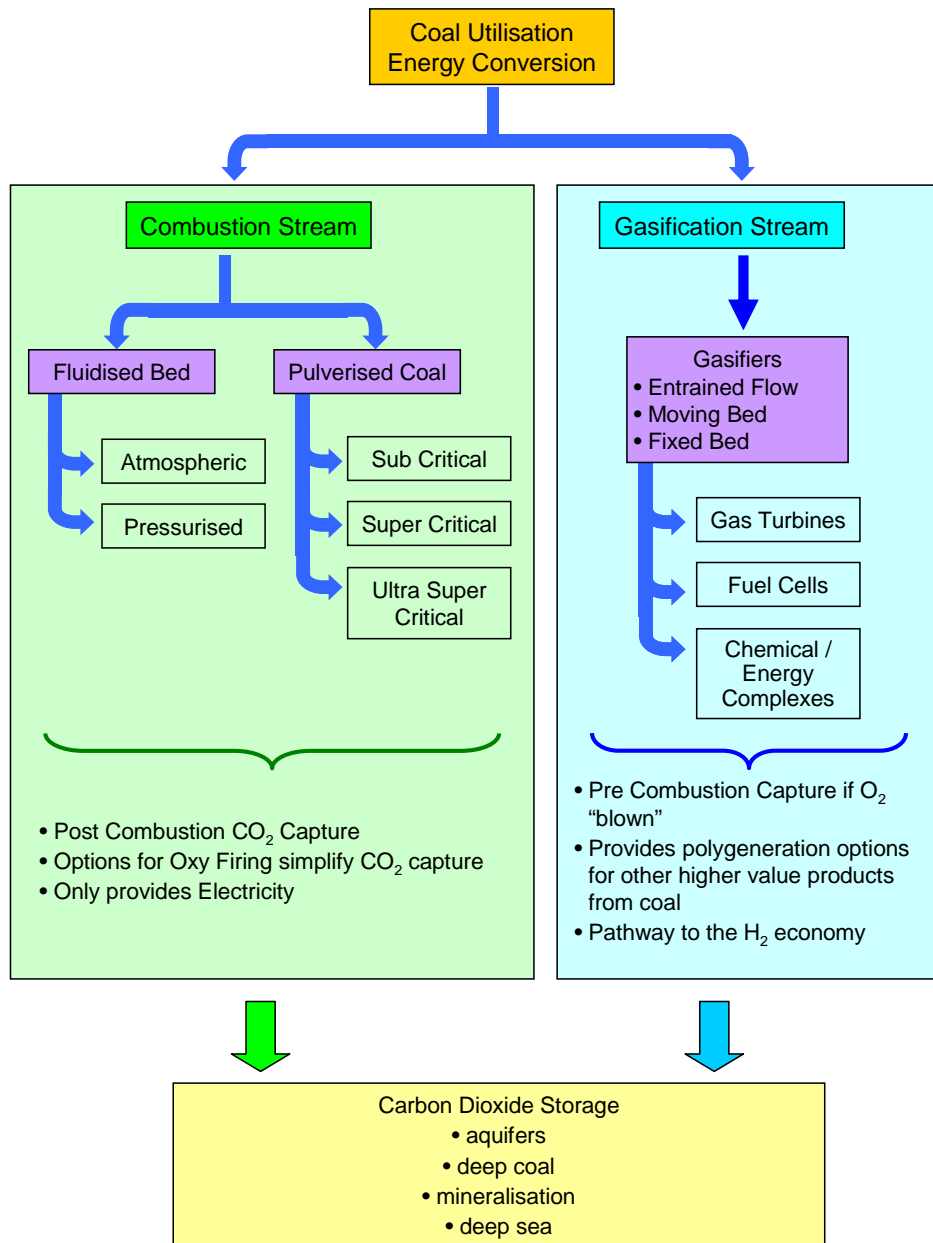 Coal Utilisation
Energy Conversion
Combustion Stream
Fluidised Bed
Atmospheric
Pressurised
Pulverised Coal
Sub Critical
Super Critical
Ultra Super
Critical
• Post Combustion CO₂ Capture
• Options for Oxy Firing simplify CO₂ capture
• Only provides Electricity
Gasification Stream
Gasifiers
• Entrained Flow
• Moving Bed
• Fixed Bed
Gas Turbines
Fuel Cells
Chemical /
Energy
Complexes
• Pre Combustion Capture if O₂
“blown”
• Provides polygeneration options
for other higher value products
from coal
• Pathway to the H₂ economy
Carbon Dioxide Storage
• aquifers
• deep coal
• mineralisation
• deep sea